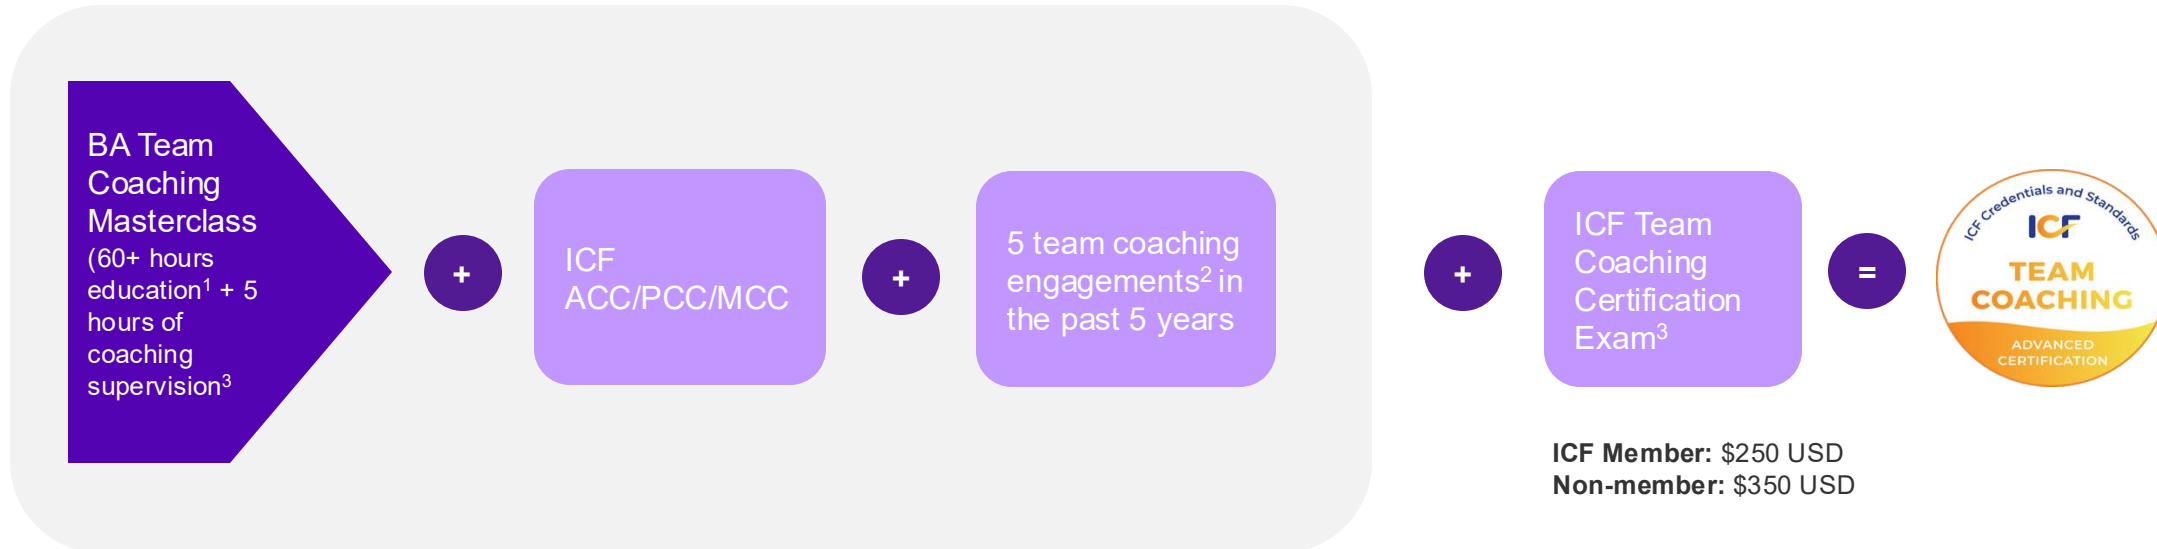 BA Team
Coaching
Masterclass
(60+ hours
education¹ + 5
hours of
coaching
supervision³
+
ICF
ACC/PCC/MCC
+
5 team coaching
engagements² in
the past 5 years
+
ICF Team
Coaching
Certification
Exam³
=
ICF Credentials and Standards
ICF
TEAM
COACHING
ADVANCED
CERTIFICATION
ICF Member: $250 USD
Non-member: $350 USD